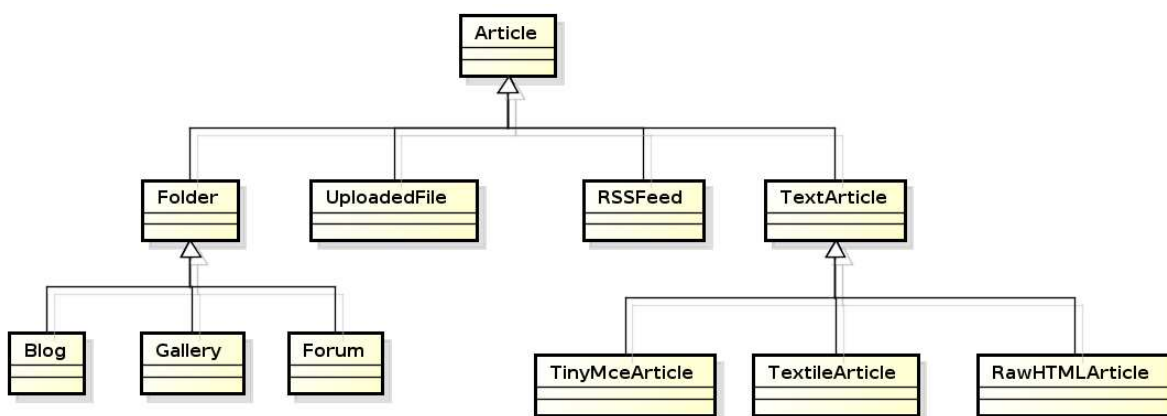 Article
Folder
UploadedFile
RSSFeed
TextArticle
Blog
Gallery
Forum
TinyMceArticle
TextileArticle
RawHTMLArticle